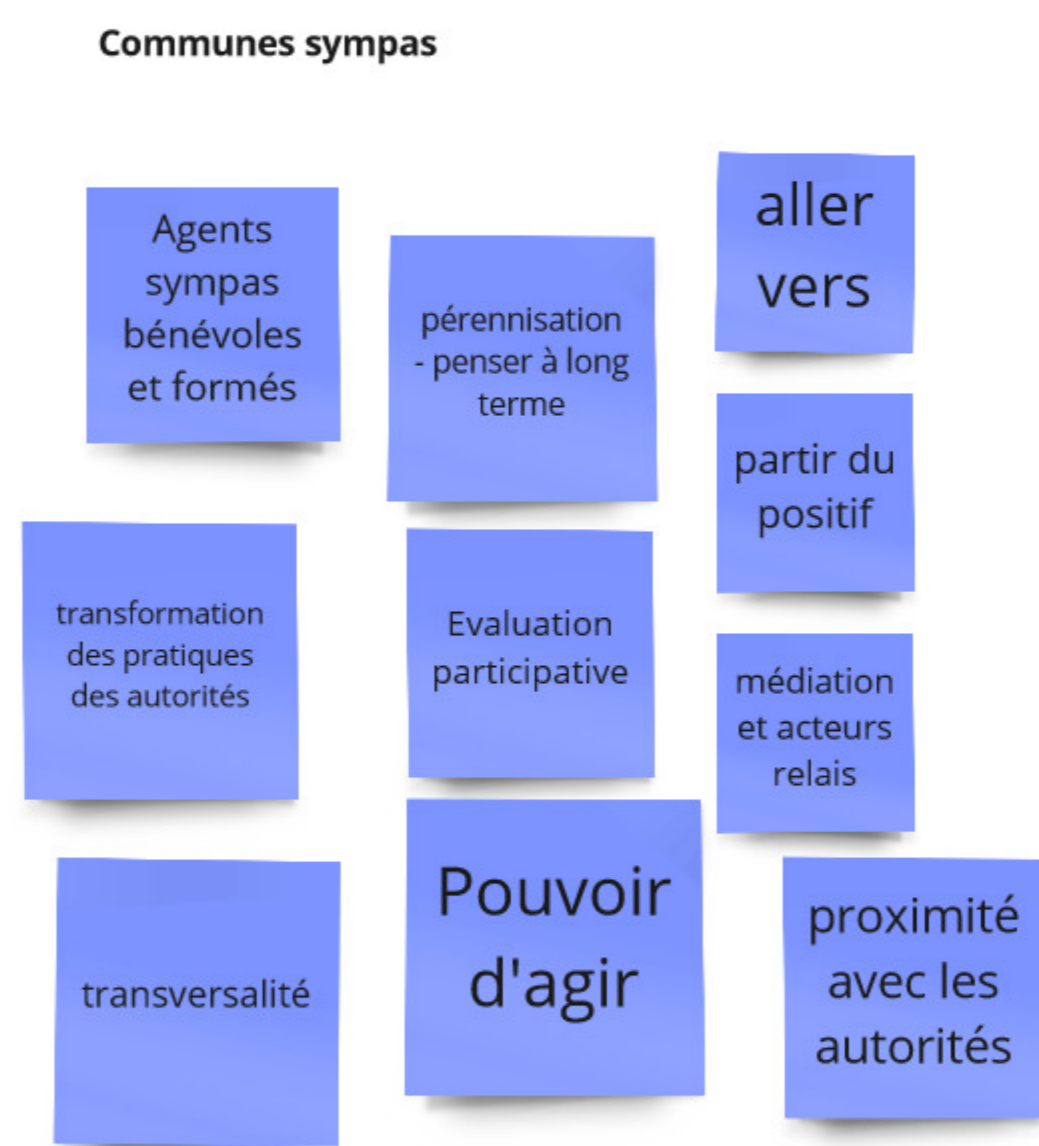 Communes sympas
Agents
sympas
bénévoles
et formés
pérennisation
- penser à long
terme
aller
vers
partir du
positif
transformation
des pratiques
des autorités
Evaluation
participative
médiation
et acteurs
relais
transversalité
Pouvoir
d'agir
proximité
avec les
autorités